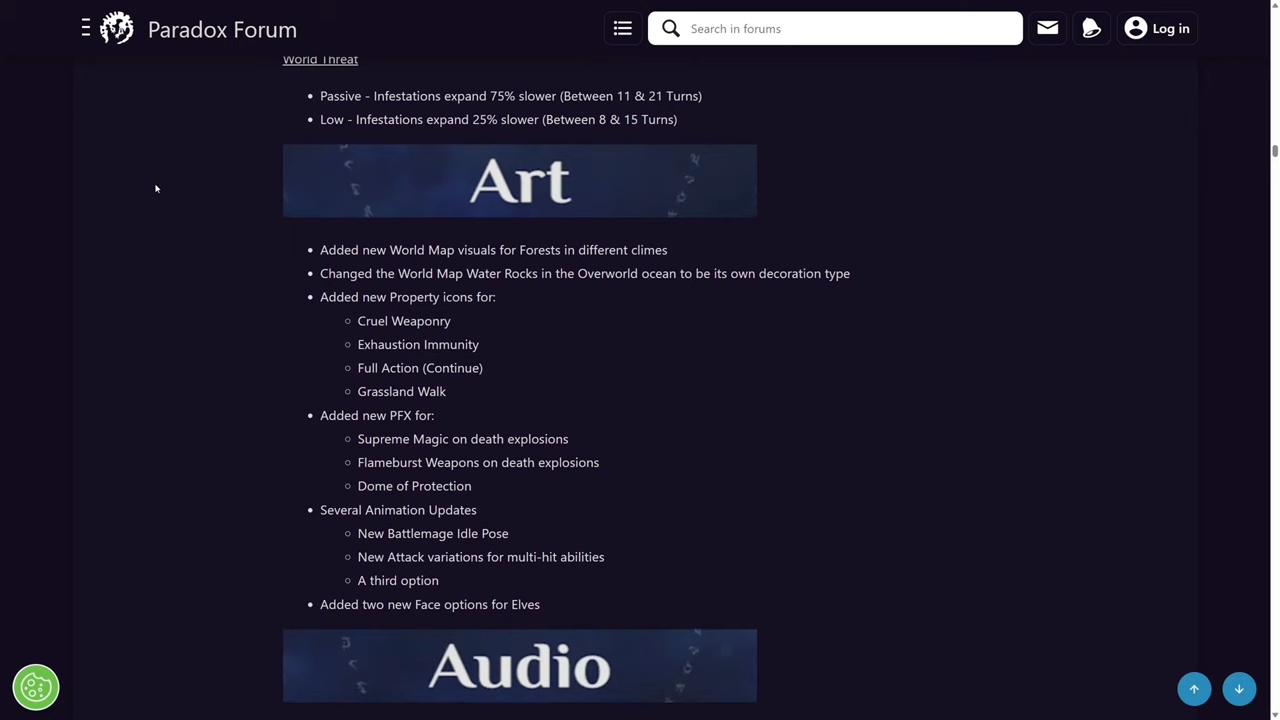 Paradox Forum
Search in forums
Log in
World Threat
Passive - Infestations expand 75% slower (Between 11 & 21 Turns)
Low - Infestations expand 25% slower (Between 8 & 15 Turns)
Art
Added new World Map visuals for Forests in different climes
Changed the World Map Water Rocks in the Overworld ocean to be its own decoration type
Added new Property icons for:
Cruel Weaponry
Exhaustion Immunity
Full Action (Continue)
Grassland Walk
Added new PFX for:
Supreme Magic on death explosions
Flameburst Weapons on death explosions
Dome of Protection
Several Animation Updates
New Battlemage Idle Pose
New Attack variations for multi-hit abilities
A third option
Added two new Face options for Elves
Audio